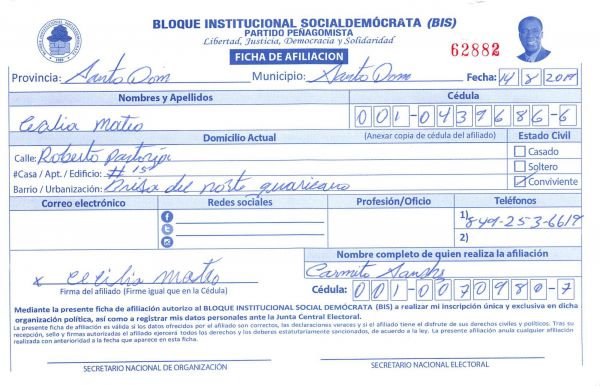 BLOQUE INSTITUCIONAL SOCIALDEMÓCRATA (BIS)
PARTIDO PEÑAGOMISTA
Libertad, Justicia, Democracia y Solidaridad
62882
FICHA DE AFILIACION
Provincia: Santo Dom Municipio: Santo Dom Fecha: 14/8/2019
Nombres y Apellidos Cédula
Cecilia Mateo 001-0439686-6
Domicilio Actual (Anexar copia de cédula del afiliado) Estado Civil
Calle: Roberto Pastoriza Casado
#Casa / Apt. / Edificio: #15 Soltero
Barrio / Urbanización: Brisa del norte guaricano Conviviente
Correo electrónico Redes sociales Profesión/Oficio Teléfonos
1) 849-253-6619
2)
Nombre completo de quien realiza la afiliación
x Cecilia Mateo Carmito
Firma del afiliado (Firme igual que en la Cédula) Cédula: 001-0070980-7
Mediante la presente ficha de afiliación autorizo al BLOQUE INSTITUCIONAL SOCIAL DEMÓCRATA (BIS) a realizar mi inscripción única y exclusiva en dicha
organización política, así como a registrar mis datos personales ante la Junta Central Electoral.
La presente ficha de afiliación es válida si los datos ofrecidos por el afiliado son correctos, las declaraciones veraces y si el afiliado tiene el disfrute de sus derechos civiles y políticos. Tras su
recepción, sello y firmas autorizadas el afiliado ejercerá todos los derechos y los deberes estatutariamente sancionados, de acuerdo a la ley. La presente afiliación anula cualquier afiliación
realizada con anterioridad a la fecha que aparece en esta ficha.
SECRETARIO NACIONAL DE ORGANIZACIÓN SECRETARIO NACIONAL ELECTORAL